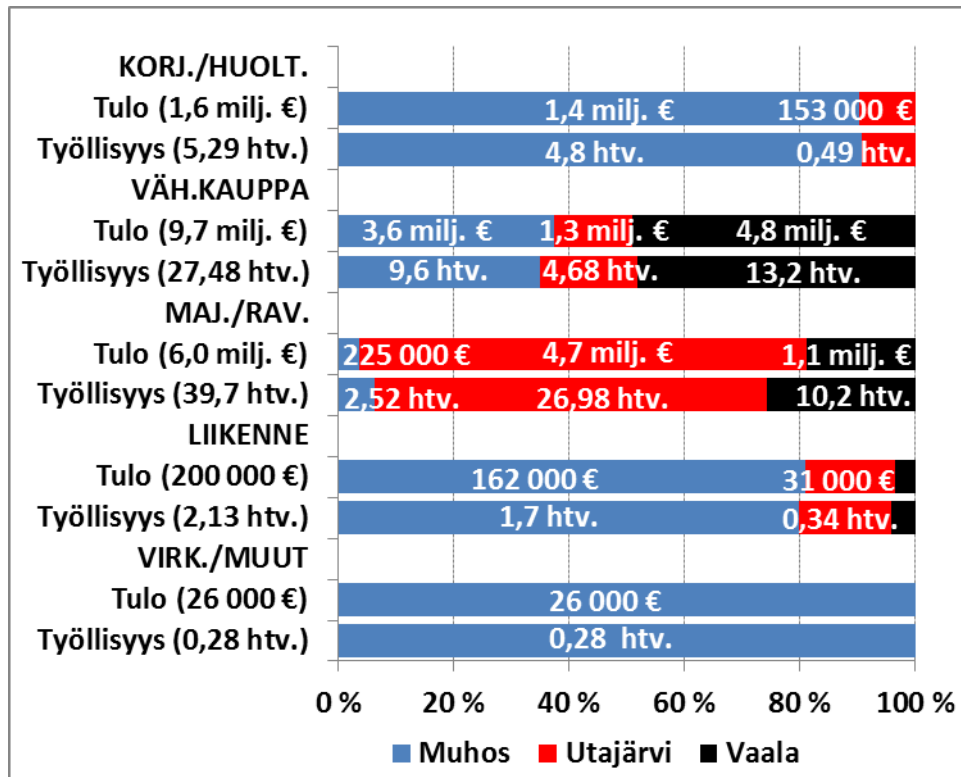 KORJ./HUOLT.
Tulo (1,6 milj. €) 1,4 milj. € 153 000 €
Työllisyys (5,29 htv.) 4,8 htv. 0,49 htv.
VÄH.KAUPPA
Tulo (9,7 milj. €) 3,6 milj. € 1,3 milj. € 4,8 milj. €
Työllisyys (27,48 htv.) 9,6 htv. 4,68 htv. 13,2 htv.
MAJ./RAV.
Tulo (6,0 milj. €) 225 000 € 4,7 milj. € 1,1 milj. €
Työllisyys (39,7 htv.) 2,52 htv. 26,98 htv. 10,2 htv.
LIIKENNE
Tulo (200 000 €) 162 000 € 31 000 €
Työllisyys (2,13 htv.) 1,7 htv. 0,34 htv.
VIRK./MUUT
Tulo (26 000 €) 26 000 €
Työllisyys (0,28 htv.) 0,28 htv.
0 % 20 % 40 % 60 % 80 % 100 %
Muhos Utajärvi Vaala